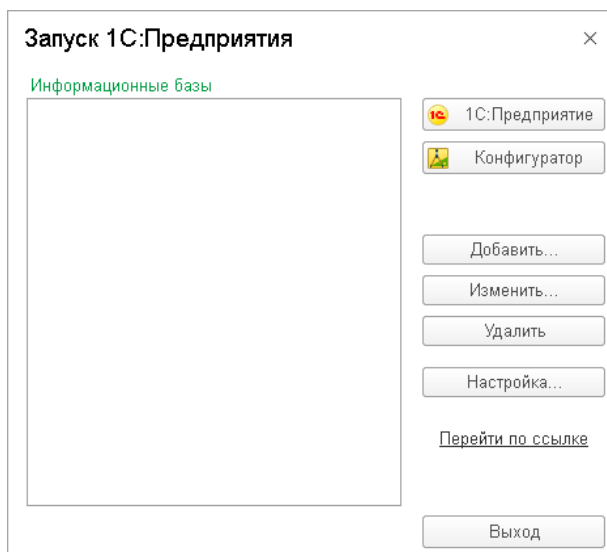 Запуск 1С:Предприятия
Информационные базы
1С:Предприятие
Конфигуратор
Добавить...
Изменить...
Удалить
Настройка...
Перейти по ссылке
Выход